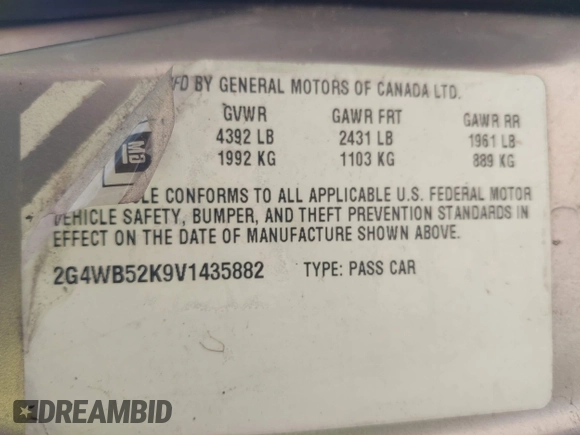 MFD BY GENERAL MOTORS OF CANADA LTD.
GVWR GAWR FRT GAWR RR
4392 LB 2431 LB 1961 LB
1992 KG 1103 KG 889 KG
GM
CONFORMS TO ALL APPLICABLE U.S. FEDERAL MOTOR
VEHICLE SAFETY, BUMPER, AND THEFT PREVENTION STANDARDS IN
EFFECT ON THE DATE OF MANUFACTURE SHOWN ABOVE.
2G4WB52K9V1435882 TYPE: PASS CAR
DREAMBID